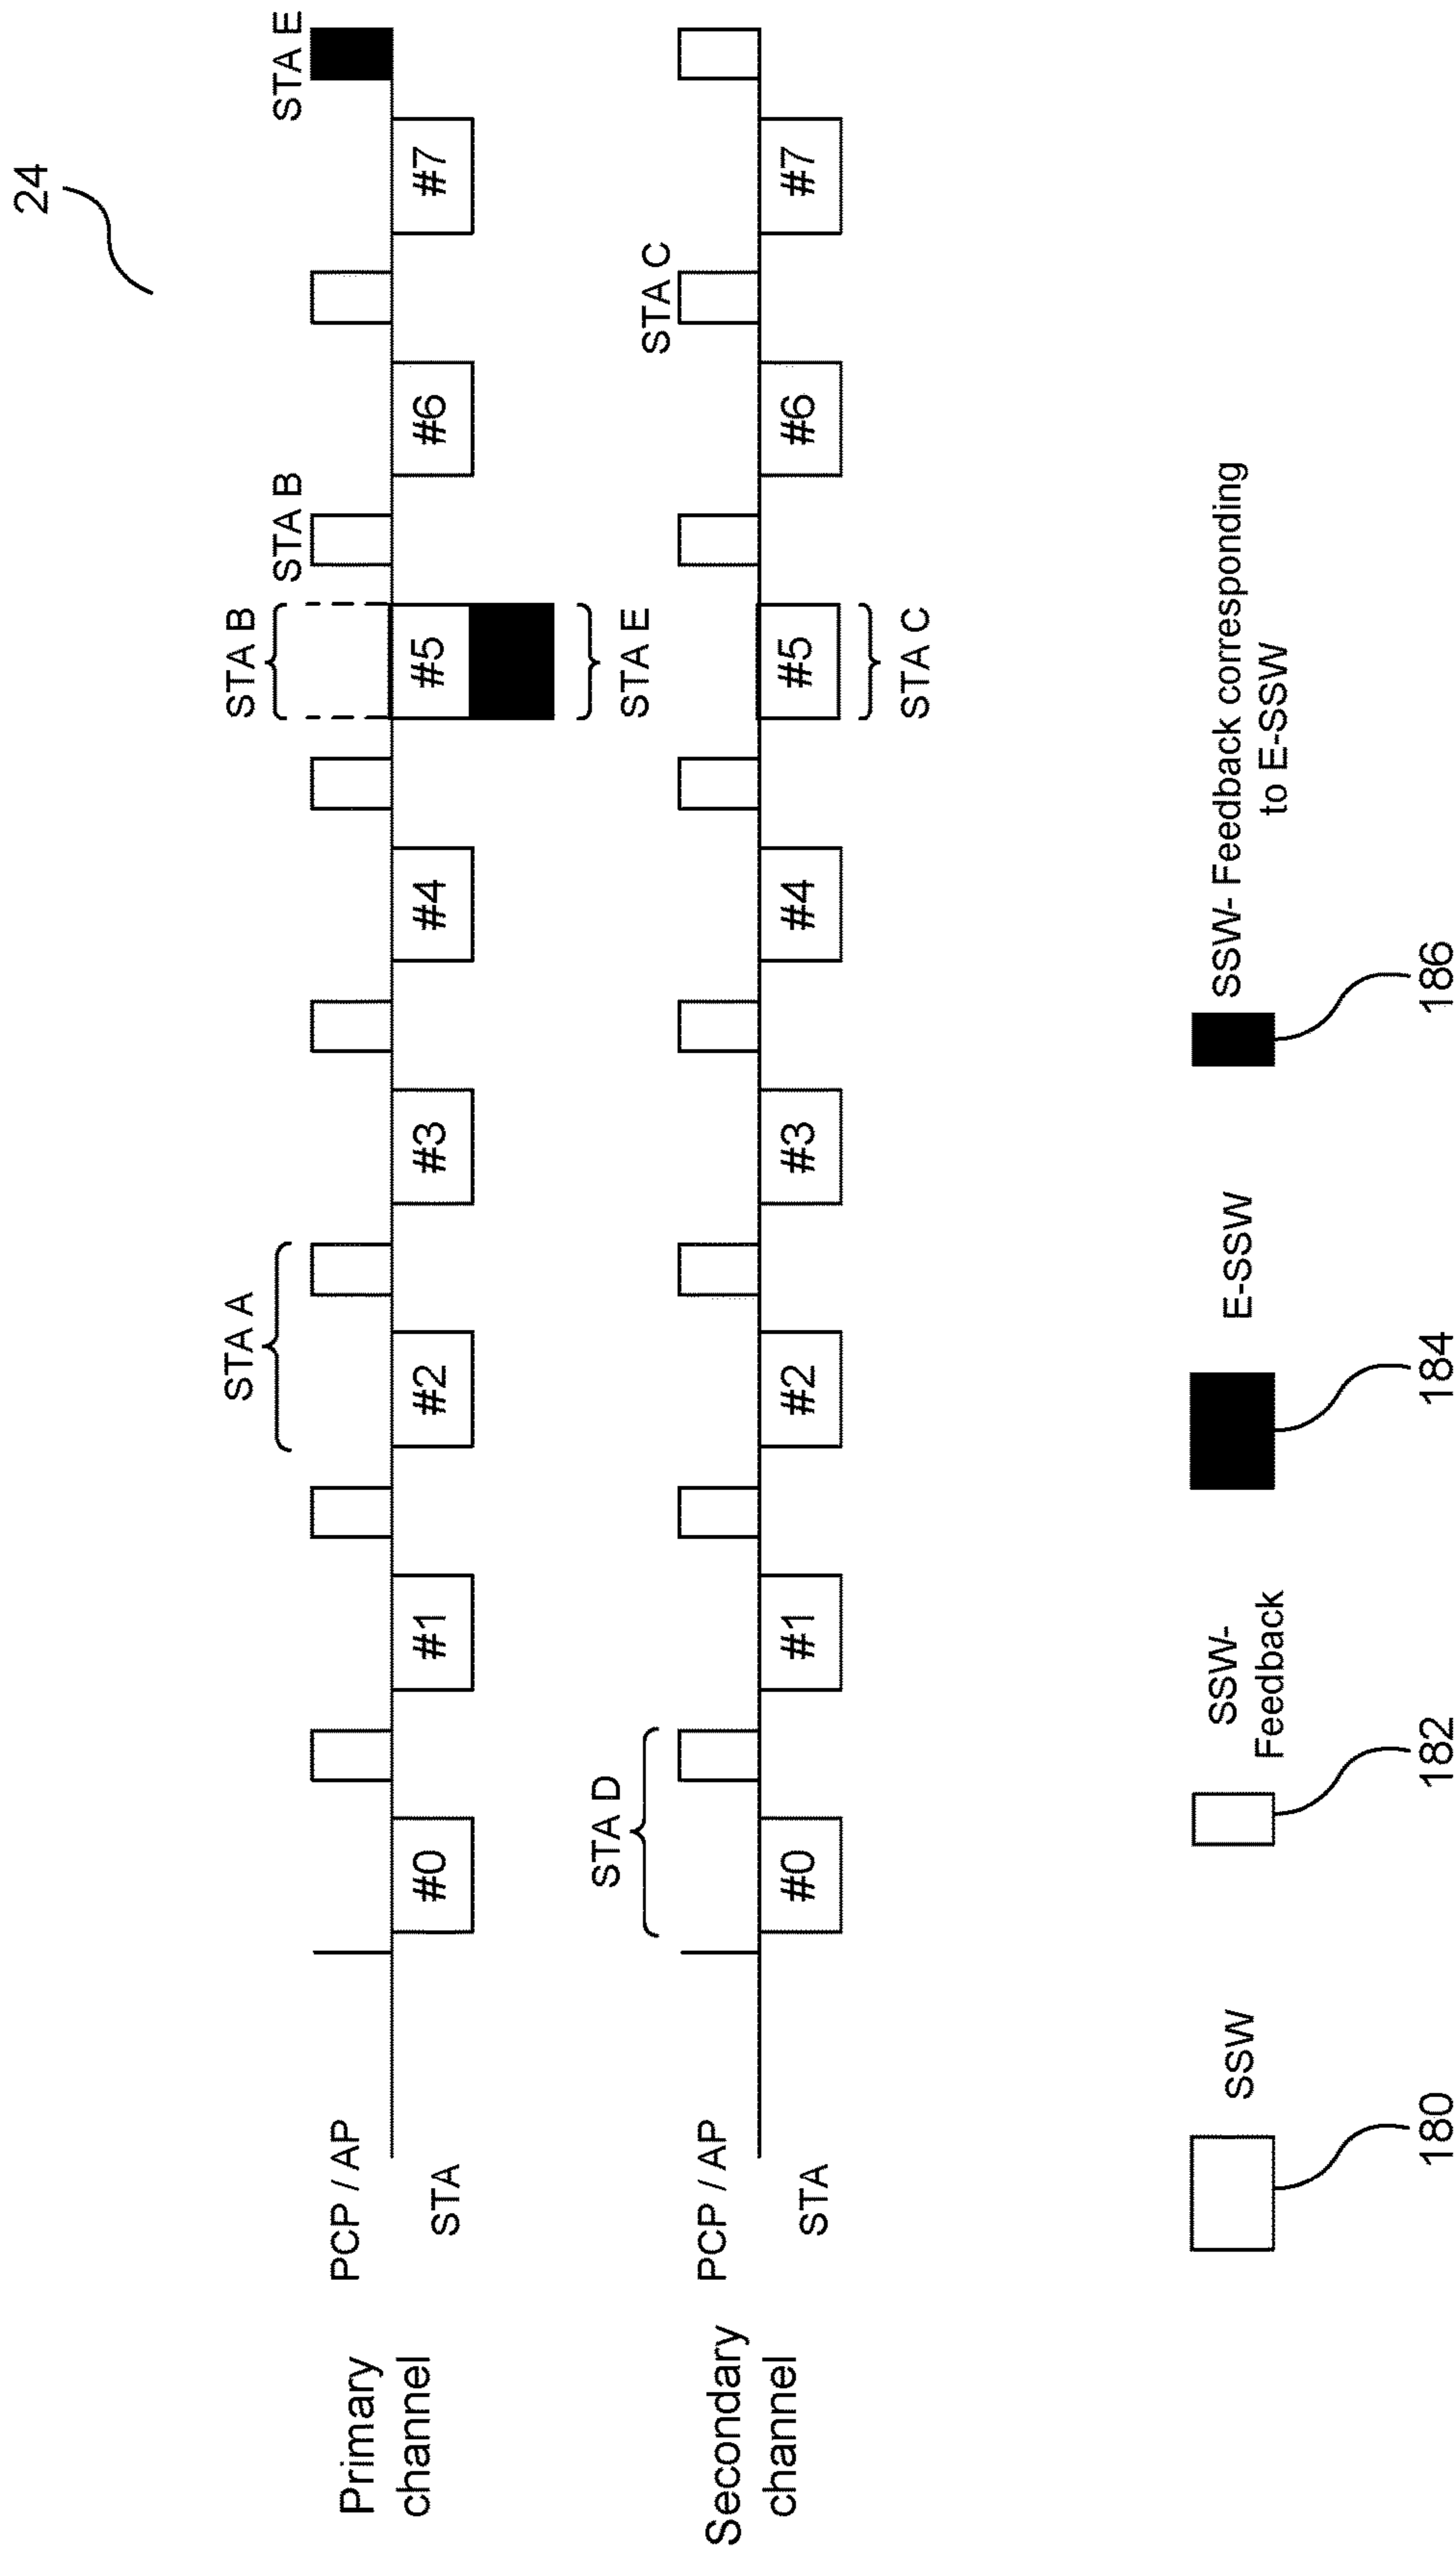 24
STA A
STA B
STA B
STA E
Primary
channel
PCP / AP
STA
#0
#1
#2
#3
#4
#5
#6
#7
STA E
STA D
STA C
Secondary
channel
PCP / AP
STA
#0
#1
#2
#3
#4
#5
#6
#7
STA C
SSW
180
SSW-
Feedback
182
E-SSW
184
SSW- Feedback corresponding
to E-SSW
186